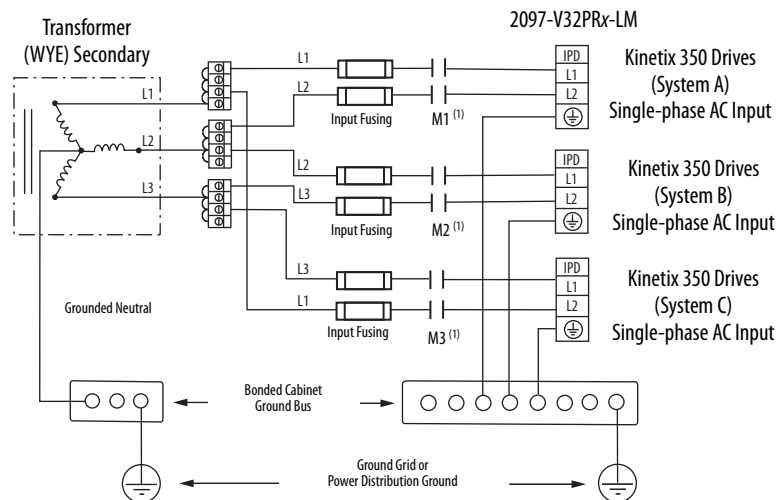 Transformer
(WYE) Secondary
2097-V32PRx-LM
L1
L2
L3
L1
L2
Input Fusing
M1 (1)
IPD
L1
L2
Kinetix 350 Drives
(System A)
Single-phase AC Input
L2
L3
Input Fusing
M2 (1)
IPD
L1
L2
Kinetix 350 Drives
(System B)
Single-phase AC Input
L3
L1
Input Fusing
M3 (1)
IPD
L1
L2
Kinetix 350 Drives
(System C)
Single-phase AC Input
Grounded Neutral
Bonded Cabinet
Ground Bus
Ground Grid or
Power Distribution Ground